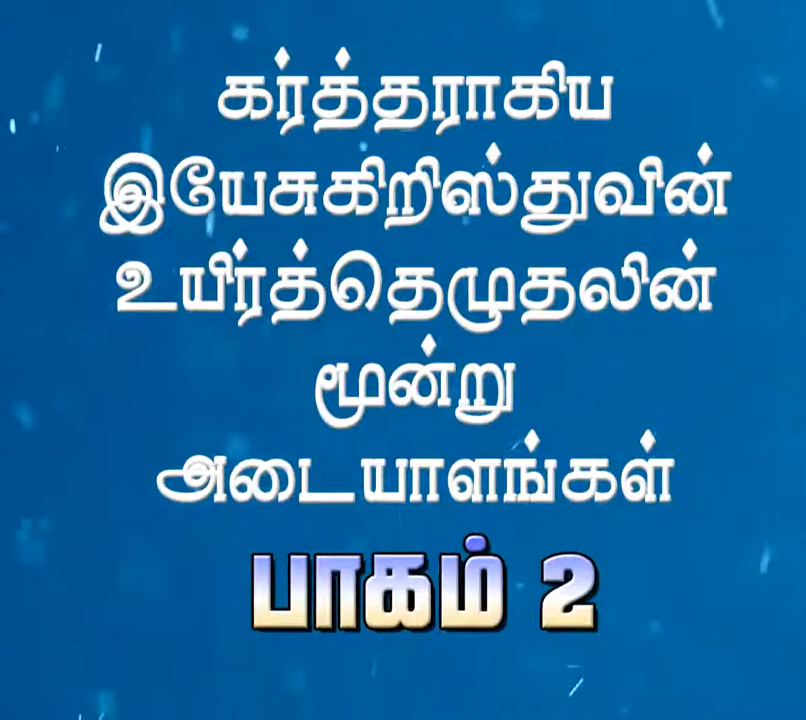 கர்த்தராகிய
இயேசுகிறிஸ்துவின்
உயிர்த்தெழுதலின்
மூன்று
அடையாளங்கள்
பாகம் 2